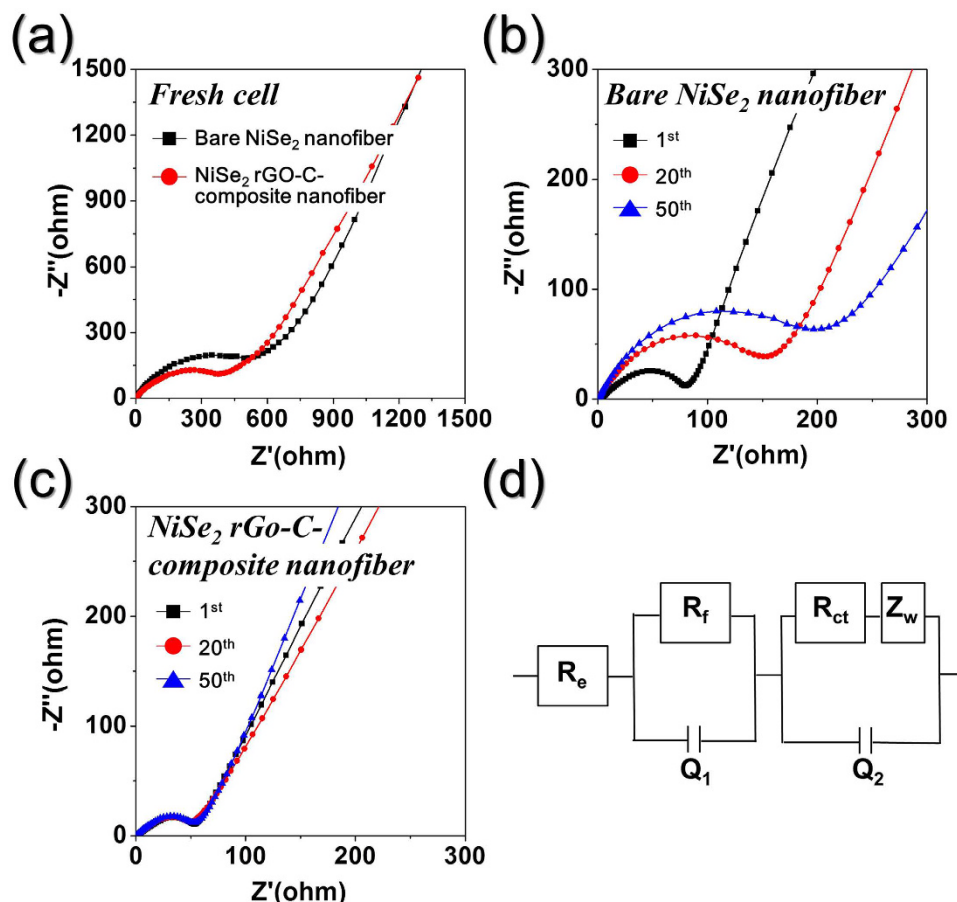 (a)
1500
1200
900
600
300
0
-Z"(ohm)
Fresh cell
Bare NiSe₂ nanofiber
NiSe₂ rGO-C-
composite nanofiber
0 300 600 900 1200 1500
Z'(ohm)
(b)
300
200
100
0
-Z"(ohm)
Bare NiSe₂ nanofiber
1st
20th
50th
0 100 200 300
Z'(ohm)
(c)
300
200
100
0
-Z"(ohm)
NiSe₂ rGo-C-
composite nanofiber
1st
20th
50th
0 100 200 300
Z'(ohm)
(d)
Re
Rf
Q1
Rct
Zw
Q2